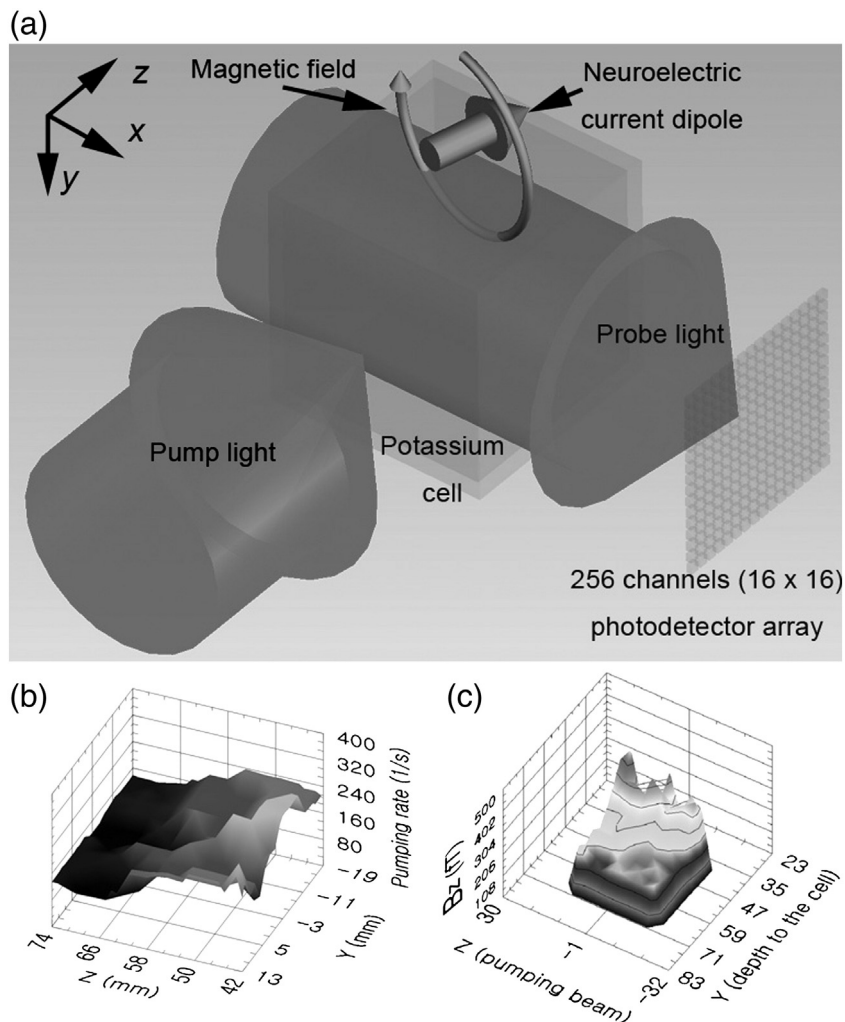 (a)
z
x
y
Magnetic field
Neuroelectric
current dipole
Probe light
Pump light
Potassium
cell
256 channels (16 x 16)
photodetector array
(b)
400
320
240
160
80
Pumping rate (1/s)
-19
-11
-3
5
13
Y (mm)
74
66
58
50
42
Z (mm)
(c)
500
402
304
206
108
Bz (fT)
30
-1
-32
Z (pumping beam)
23
35
47
59
71
83
Y (depth to the cell)